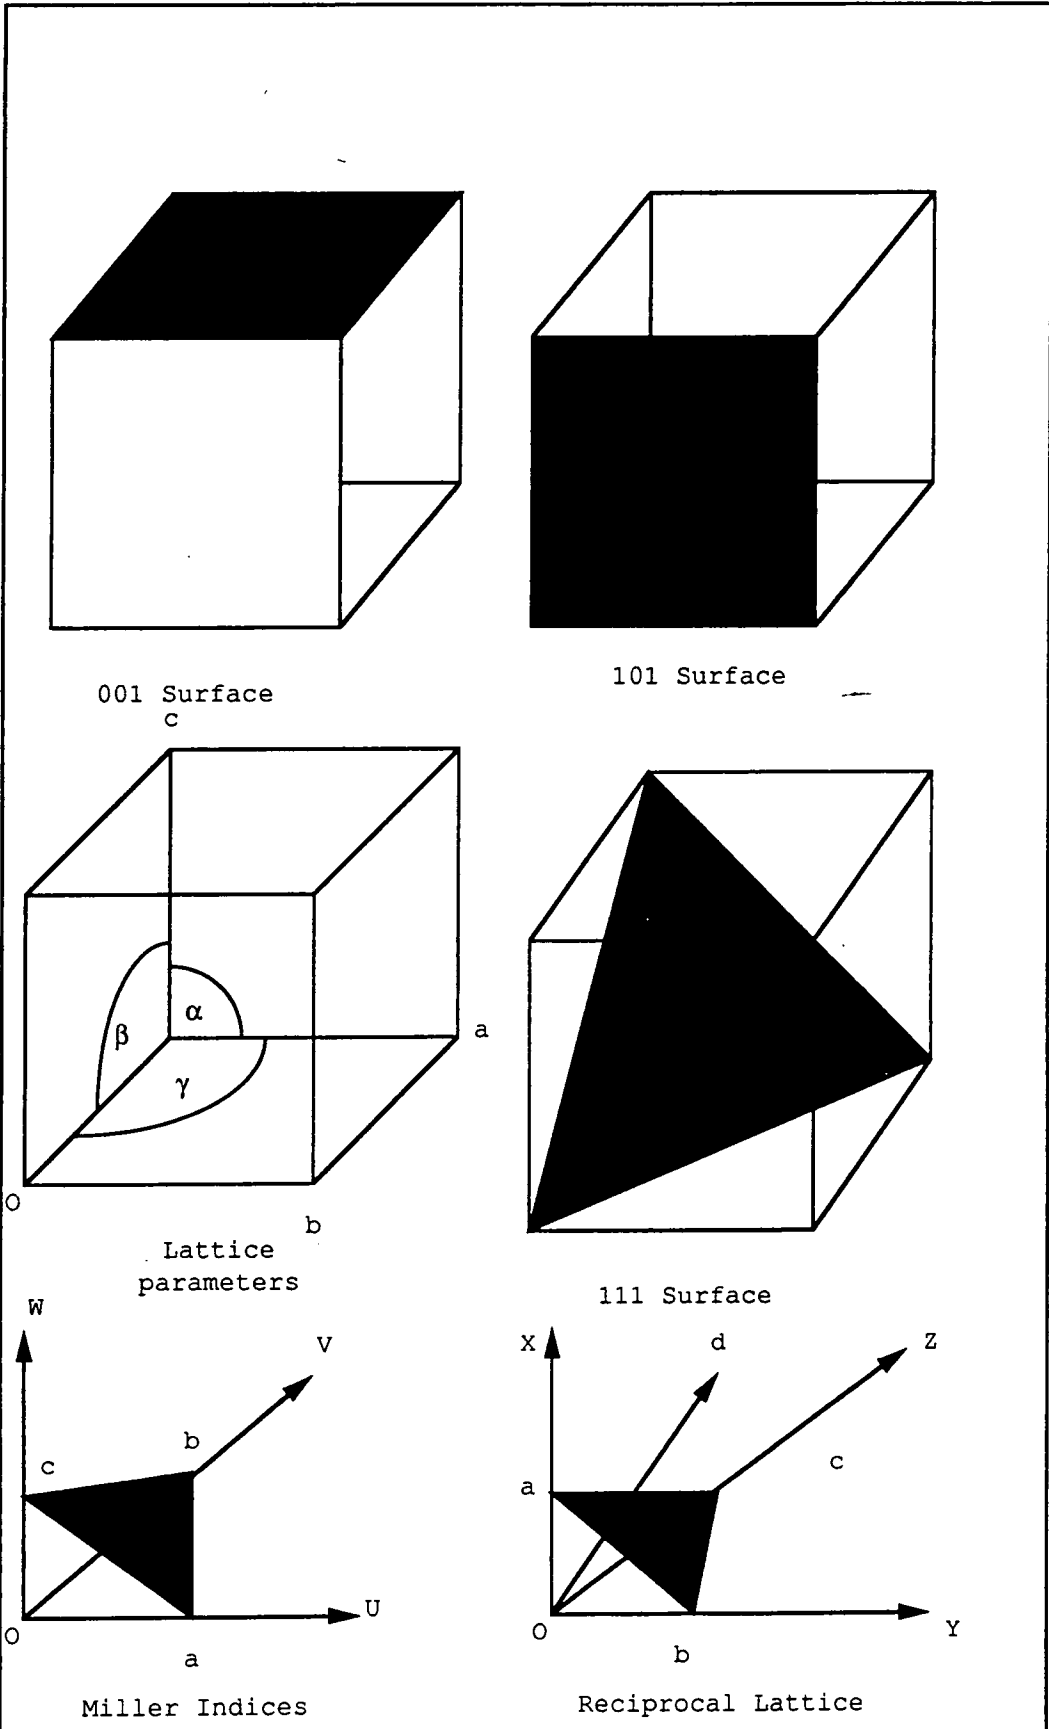 001 Surface
101 Surface
c
β
α
γ
a
O
b
Lattice
parameters
111 Surface
W
V
b
c
O
a
U
Miller Indices
X
d
Z
a
c
O
b
Y
Reciprocal Lattice